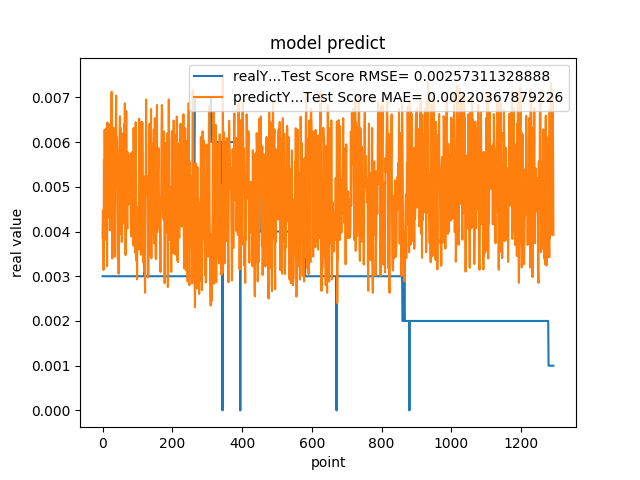 model predict
realY...Test Score RMSE= 0.00257311328888
predictY...Test Score MAE= 0.00220367879226
0.007
0.006
0.005
0.004
0.003
0.002
0.001
0.000
real value
0 200 400 600 800 1000 1200
point